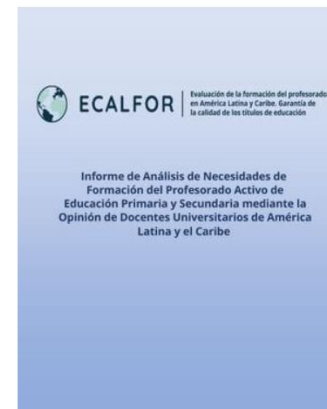 ECALFOR
Evaluación de la formación del profesorado
en América Latina y Caribe. Garantía de
la calidad de los títulos de educación
Informe de Análisis de Necesidades de
Formación del Profesorado Activo de
Educación Primaria y Secundaria mediante la
Opinión de Docentes Universitarios de América
Latina y el Caribe